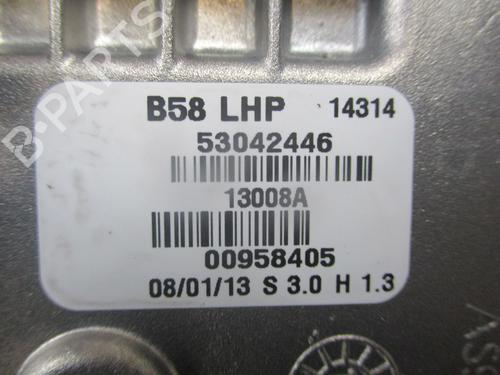 B-PARTS
B58 LHP 14314
53042446
13008A
00958405
08/01/13 S 3.0 H 1.3